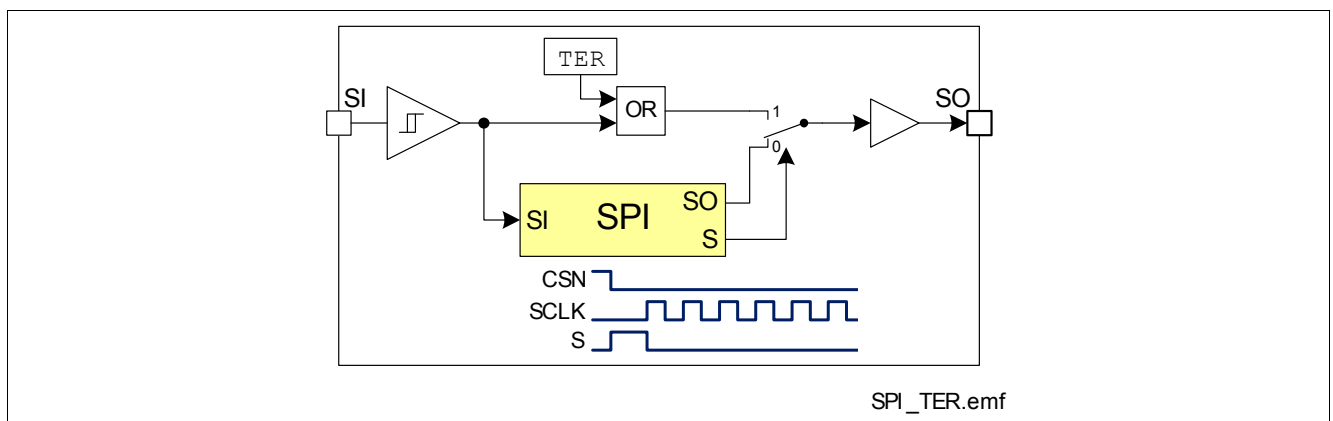 TER
SI
OR
1
SO
0
SO
SI
SPI
S
CSN
SCLK
S
SPI_TER.emf